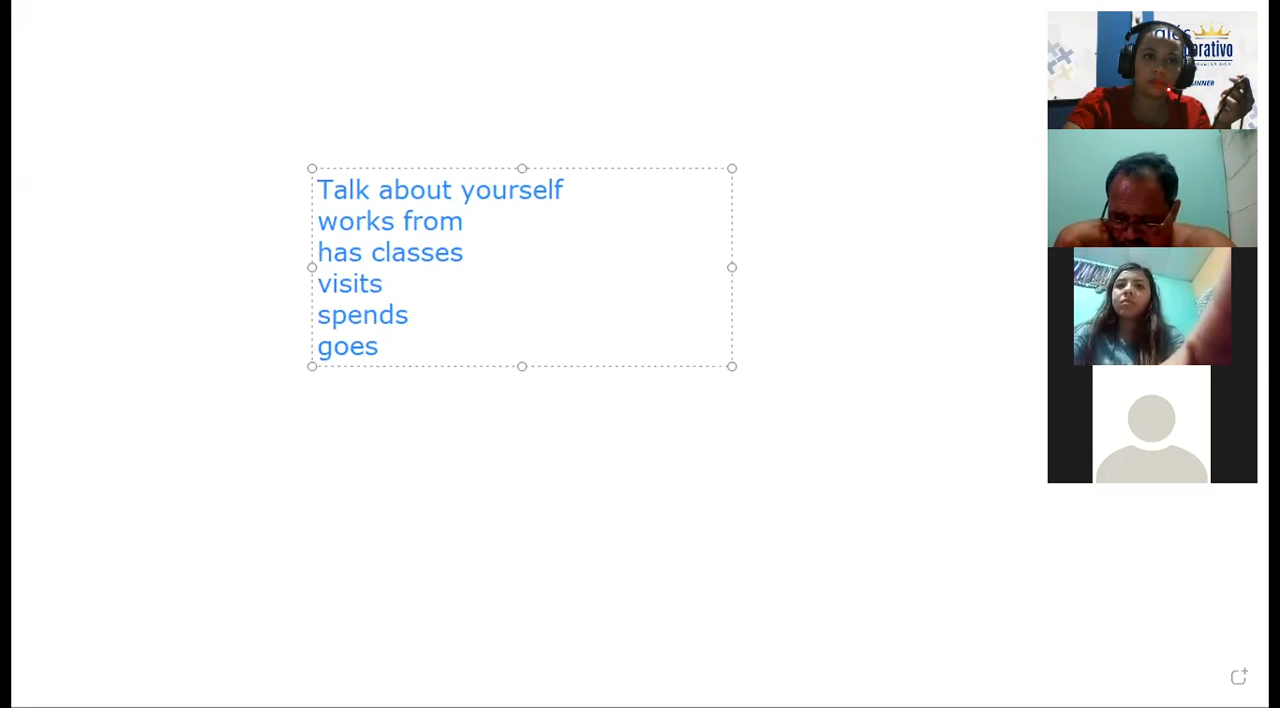 Talk about yourself
works from
has classes
visits
spends
goes